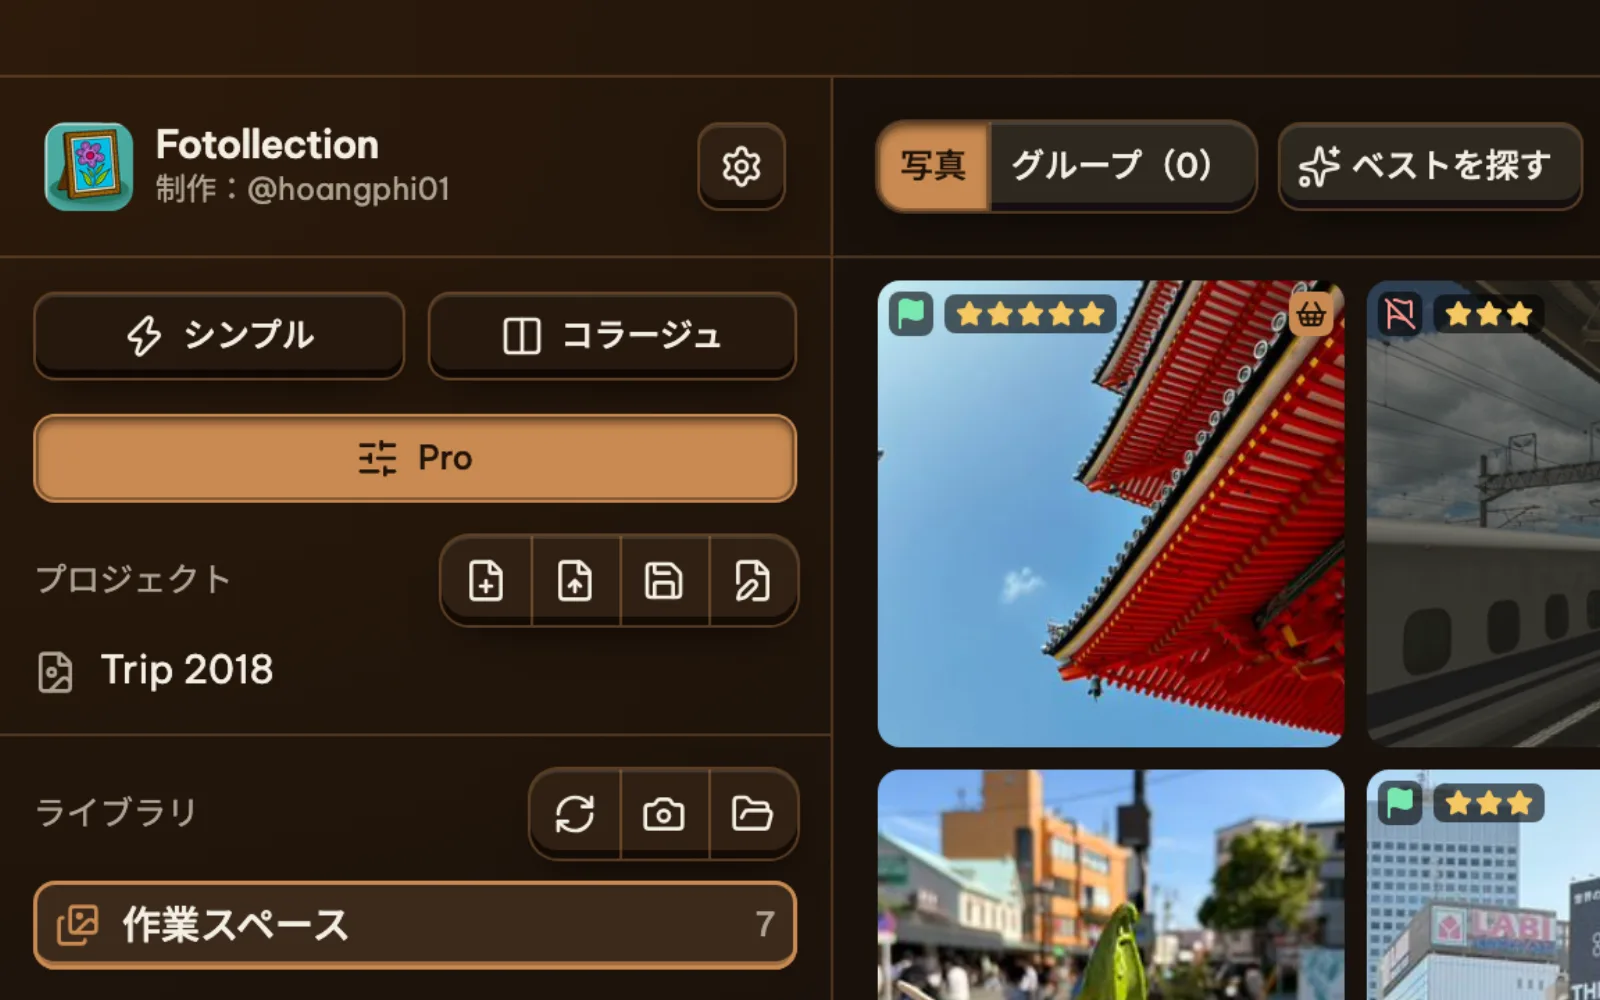 Fotollection
制作：@hoangphi01
シンプル
コラージュ
Pro
プロジェクト
Trip 2018
ライブラリ
作業スペース
7
写真
グループ（0）
ベストを探す
LABI